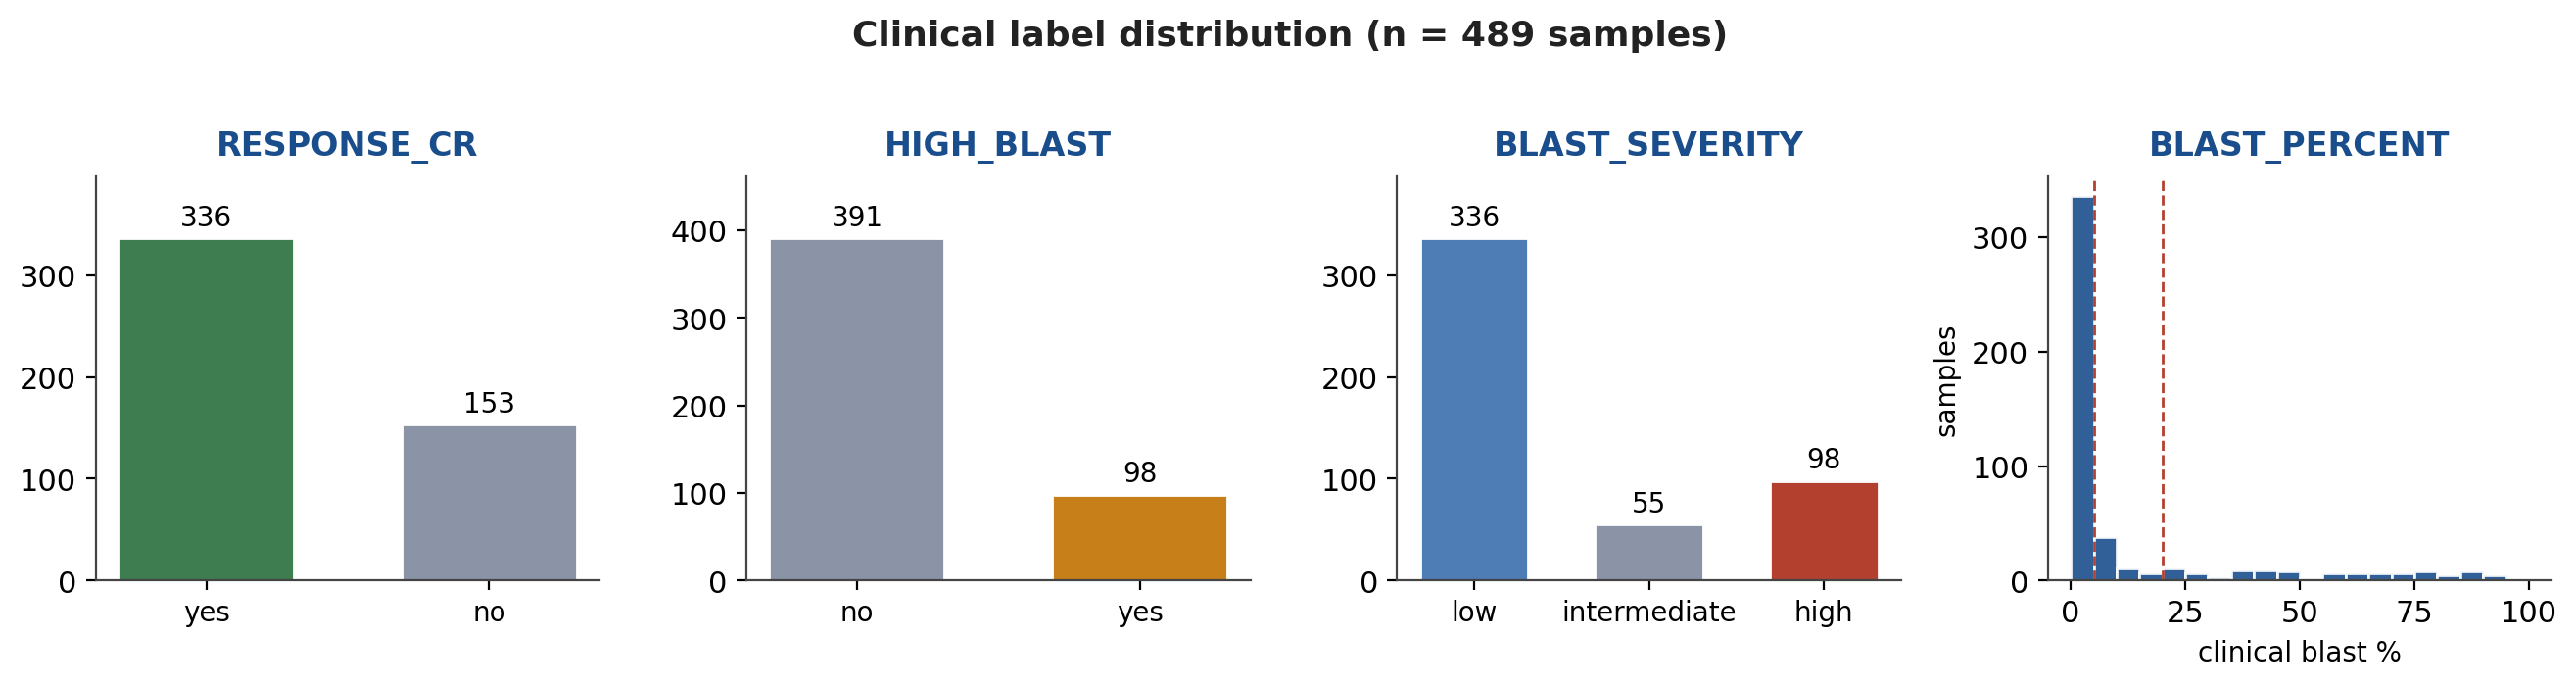 Clinical label distribution (n = 489 samples)
RESPONSE_CR
336
153
300
200
100
0
yes no
HIGH_BLAST
391
98
400
300
200
100
0
no yes
BLAST_SEVERITY
336
55
98
300
200
100
0
low intermediate high
BLAST_PERCENT
samples
300
200
100
0
0 25 50 75 100
clinical blast %